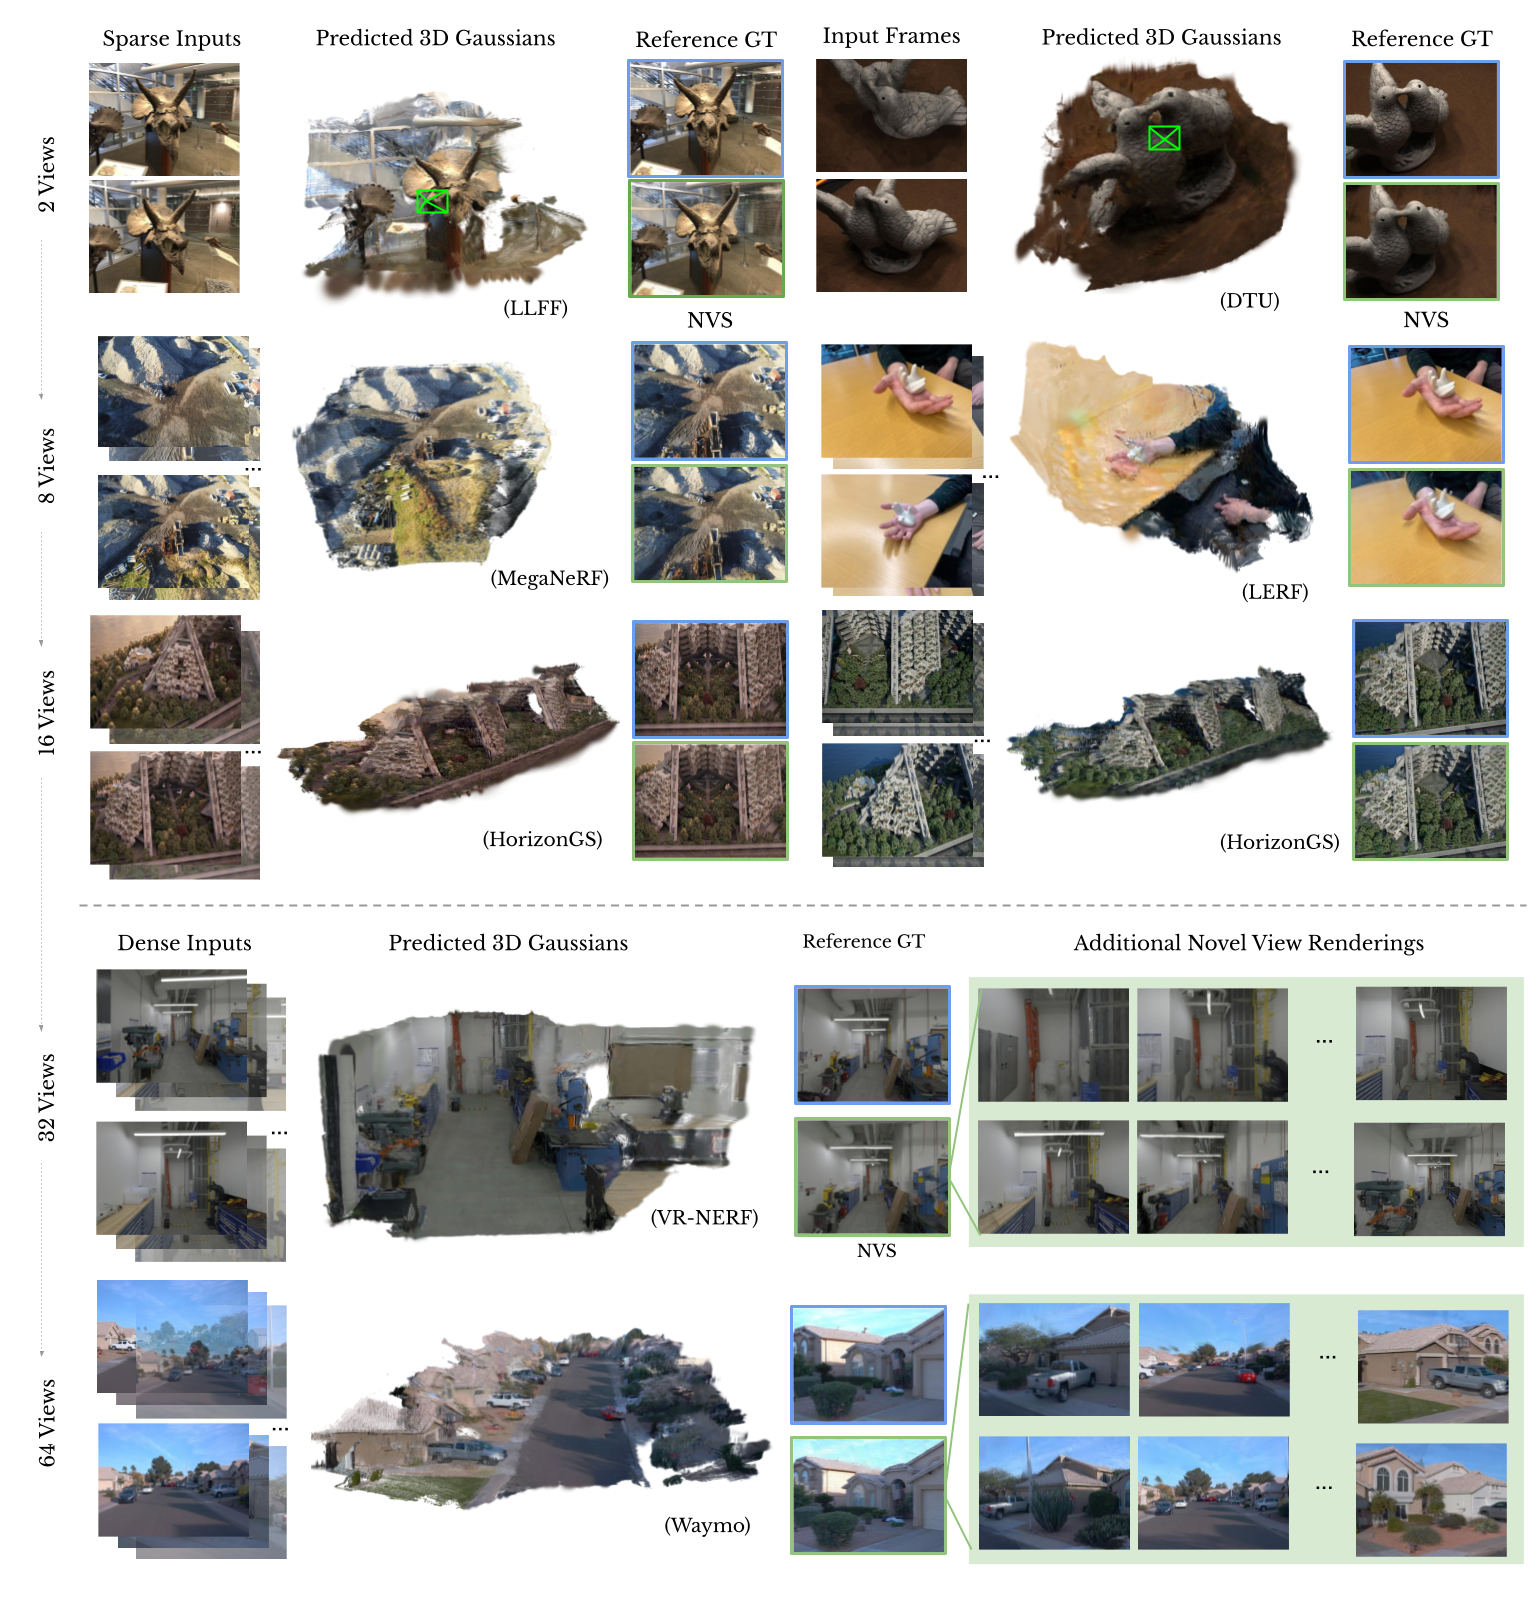 Sparse Inputs
Predicted 3D Gaussians
Reference GT
Input Frames
Predicted 3D Gaussians
Reference GT
2 Views
(LLFF)
(DTU)
NVS
NVS
8 Views
...
...
(MegaNeRF)
(LERF)
16 Views
...
...
(HorizonGS)
(HorizonGS)
Dense Inputs
Predicted 3D Gaussians
Reference GT
Additional Novel View Renderings
32 Views
...
...
...
(VR-NERF)
NVS
64 Views
...
...
...
(Waymo)